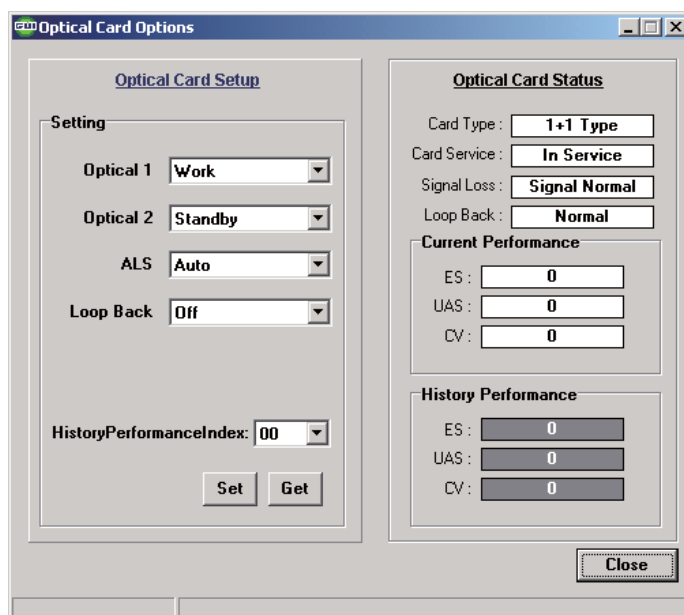 GUI Optical Card Options
Optical Card Setup
Setting
Optical 1 Work
Optical 2 Standby
ALS Auto
Loop Back Off
HistoryPerformanceIndex: 00
Set Get
Optical Card Status
Card Type : 1+1 Type
Card Service : In Service
Signal Loss : Signal Normal
Loop Back : Normal
Current Performance
ES : 0
UAS : 0
CV : 0
History Performance
ES : 0
UAS : 0
CV : 0
Close